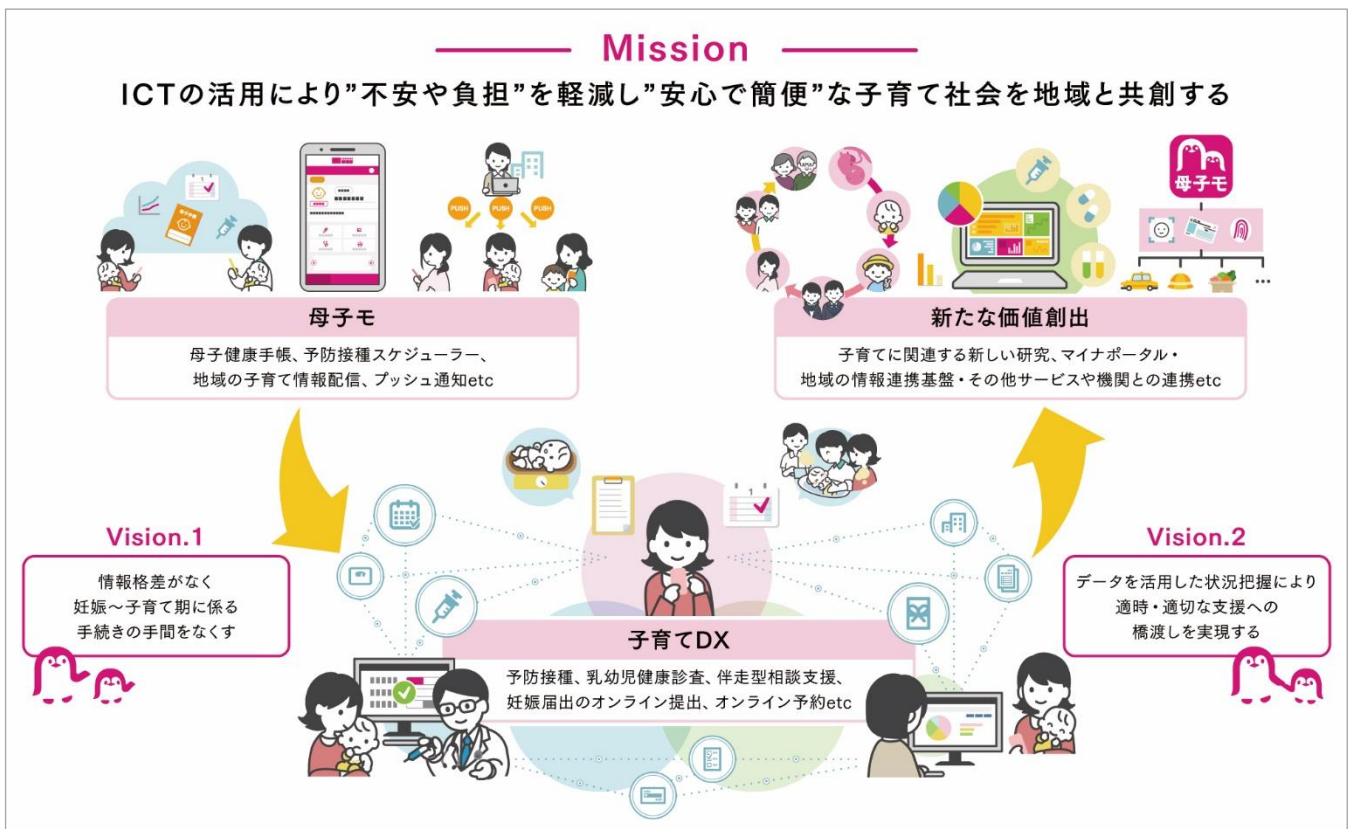 Mission
ICTの活用により”不安や負担”を軽減し”安心で簡便”な子育て社会を地域と共創する
1
母子手帳
PUSH
PUSH
PUSH
母子モ
母子モ
母子健康手帳、予防接種スケジューラー、
地域の子育て情報配信、プッシュ通知etc
新たな価値創出
子育てに関連する新しい研究、マイナポータル・
地域の情報連携基盤・その他サービスや機関との連携etc
...
1
Vision.1
情報格差がなく
妊娠～子育て期に係る
手続きの手間をなくす
Vision.2
データを活用した状況把握により
適時・適切な支援への
橋渡しを実現する
子育てDX
予防接種、乳幼児健康診査、伴走型相談支援、
妊娠届出のオンライン提出、オンライン予約etc